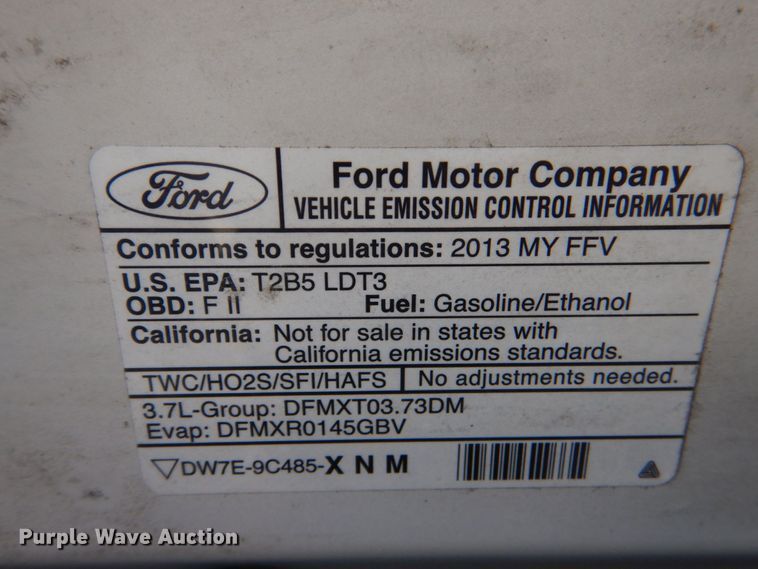 Ford
Ford Motor Company
VEHICLE EMISSION CONTROL INFORMATION
Conforms to regulations: 2013 MY FFV
U.S. EPA: T2B5 LDT3
OBD: F II Fuel: Gasoline/Ethanol
California: Not for sale in states with
California emissions standards.
TWC/HO2S/SFI/HAFS No adjustments needed.
3.7L-Group: DFMXT03.73DM
Evap: DFMXR0145GBV
▽DW7E-9C485-X N M
Purple Wave Auction